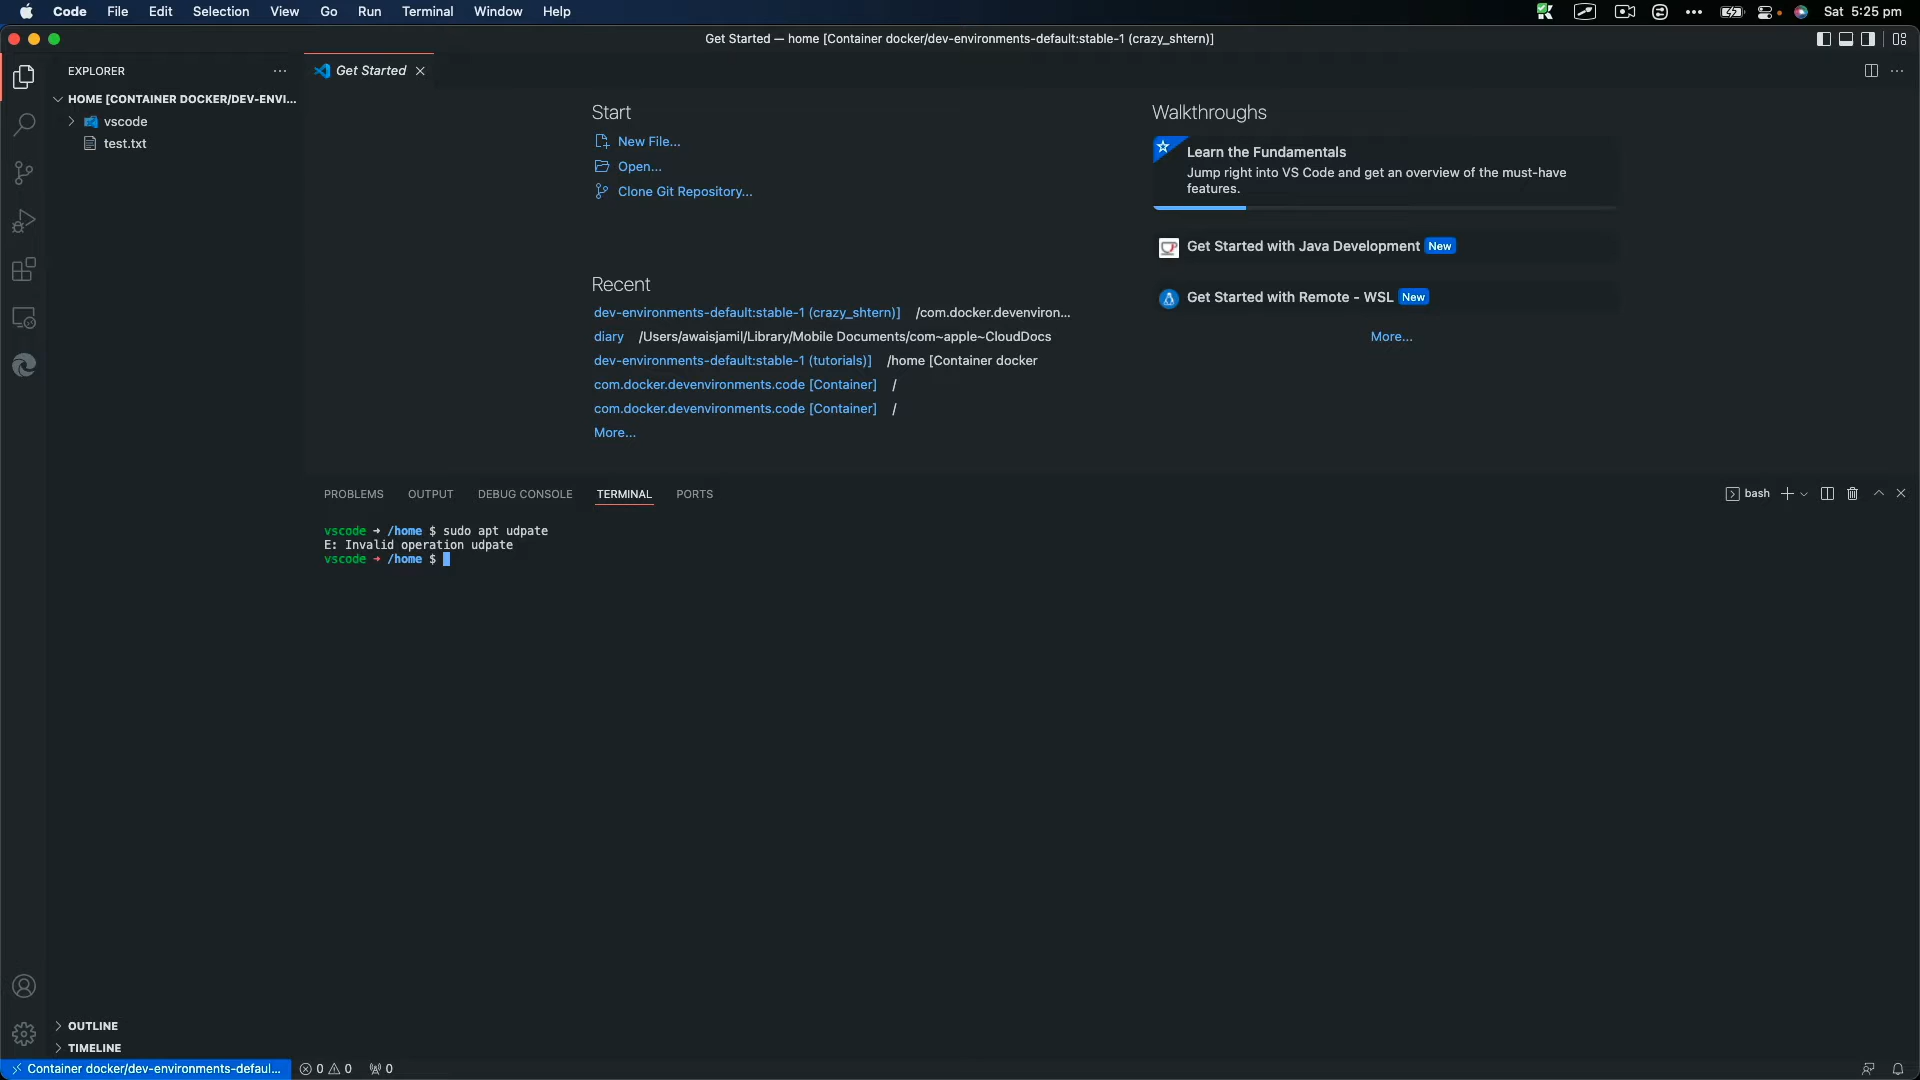 Code File Edit Selection View Go Run Terminal Window Help
Sat 5:25 pm
Get Started — home [Container docker/dev-environments-default:stable-1 (crazy_shtern)]
EXPLORER
HOME [CONTAINER DOCKER/DEV-ENVI...
vscode
test.txt
Get Started
Start
New File...
Open...
Clone Git Repository...
Recent
dev-environments-default:stable-1 (crazy_shtern)] /com.docker.devenviron...
diary /Users/awaisjamil/Library/Mobile Documents/com~apple~CloudDocs
dev-environments-default:stable-1 (tutorials)] /home [Container docker
com.docker.devenvironments.code [Container] /
com.docker.devenvironments.code [Container] /
More...
Walkthroughs
Learn the Fundamentals
Jump right into VS Code and get an overview of the must-have
features.
Get Started with Java Development New
Get Started with Remote - WSL New
More...
PROBLEMS OUTPUT DEBUG CONSOLE TERMINAL PORTS
bash
vscode ➜ /home $ sudo apt udpate
E: Invalid operation udpate
vscode ➜ /home $
OUTLINE
TIMELINE
Container docker/dev-environments-defaul... 0 0 0